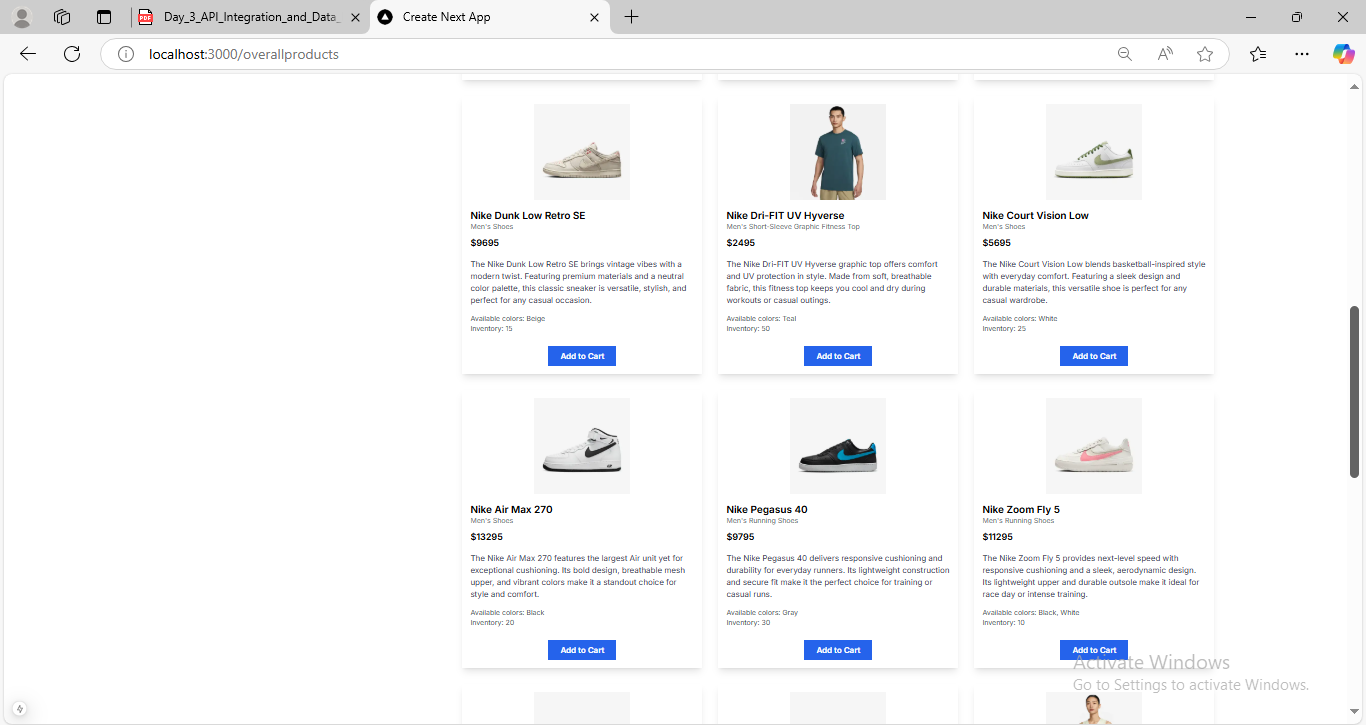 Day_3_API_Integration_and_Data_
Create Next App
localhost:3000/overallproducts
Nike Dunk Low Retro SE
Men's Shoes
$9695
The Nike Dunk Low Retro SE brings vintage vibes with a
modern twist. Featuring premium materials and a neutral
color palette, this classic sneaker is versatile, stylish, and
perfect for any casual occasion.
Available colors: Beige
Inventory: 15
Add to Cart
Nike Dri-FIT UV Hyverse
Men's Short-Sleeve Graphic Fitness Top
$2495
The Nike Dri-FIT UV Hyverse graphic top offers comfort
and UV protection in style. Made from soft, breathable
fabric, this fitness top keeps you cool and dry during
workouts or casual outings.
Available colors: Teal
Inventory: 50
Add to Cart
Nike Court Vision Low
Men's Shoes
$5695
The Nike Court Vision Low blends basketball-inspired style
with everyday comfort. Featuring a sleek design and
durable materials, this versatile shoe is perfect for any
casual wardrobe.
Available colors: White
Inventory: 25
Add to Cart
Nike Air Max 270
Men's Shoes
$13295
The Nike Air Max 270 features the largest Air unit yet for
exceptional cushioning. Its bold design, breathable mesh
upper, and vibrant colors make it a standout choice for
style and comfort.
Available colors: Black
Inventory: 20
Add to Cart
Nike Pegasus 40
Men's Running Shoes
$9795
The Nike Pegasus 40 delivers responsive cushioning and
durability for everyday runners. Its lightweight construction
and secure fit make it the perfect choice for training or
casual runs.
Available colors: Gray
Inventory: 30
Add to Cart
Nike Zoom Fly 5
Men's Running Shoes
$11295
The Nike Zoom Fly 5 provides next-level speed with
responsive cushioning and a sleek, aerodynamic design.
Its lightweight upper and durable outsole make it ideal for
race day or intense training.
Available colors: Black, White
Inventory: 10
Add to Cart
Activate Windows
Go to Settings to activate Windows.